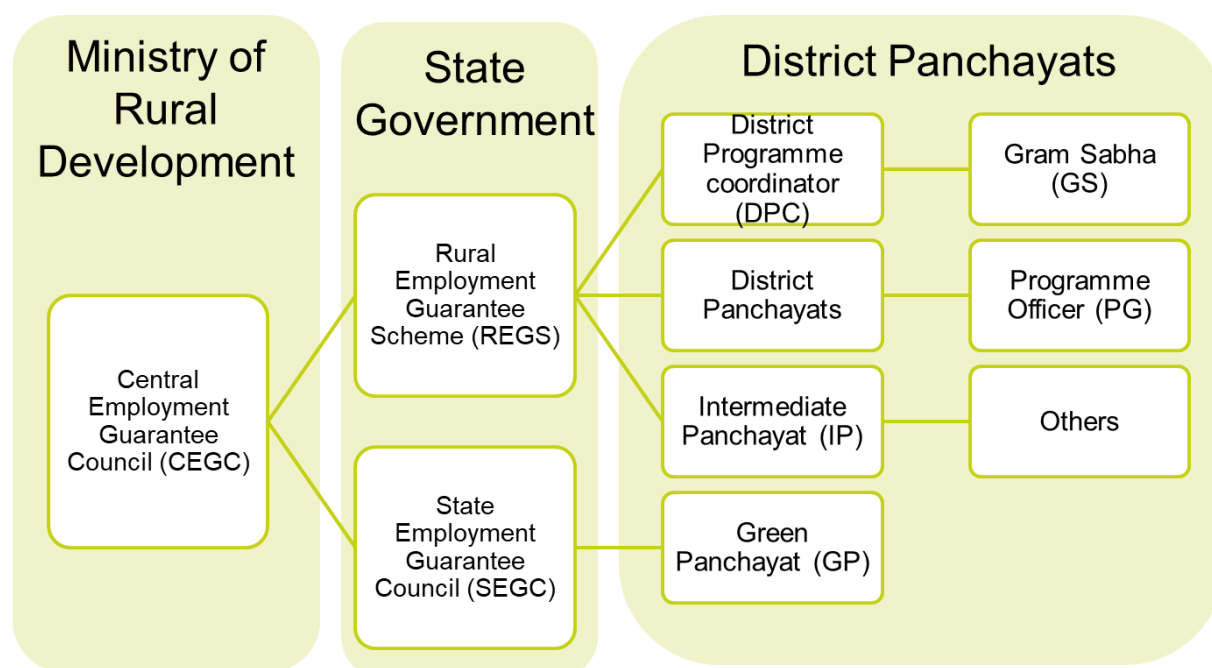 Ministry of
Rural
Development
Central
Employment
Guarantee
Council (CEGC)
State
Government
Rural
Employment
Guarantee
Scheme (REGS)
State
Employment
Guarantee
Council (SEGC)
District Panchayats
District
Programme
coordinator
(DPC)
Gram Sabha
(GS)
District
Panchayats
Programme
Officer (PG)
Intermediate
Panchayat (IP)
Others
Green
Panchayat (GP)